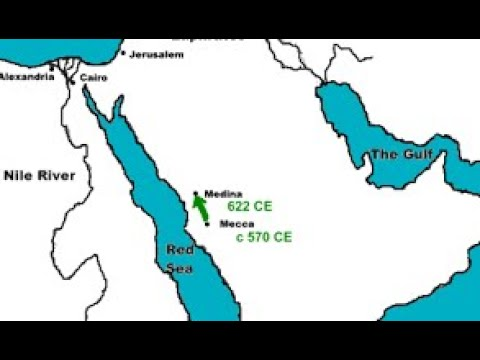 Jerusalem
Alexandria
Cairo
The Gulf
Nile River
Medina
622 CE
Mecca
c 570 CE
Red
Sea